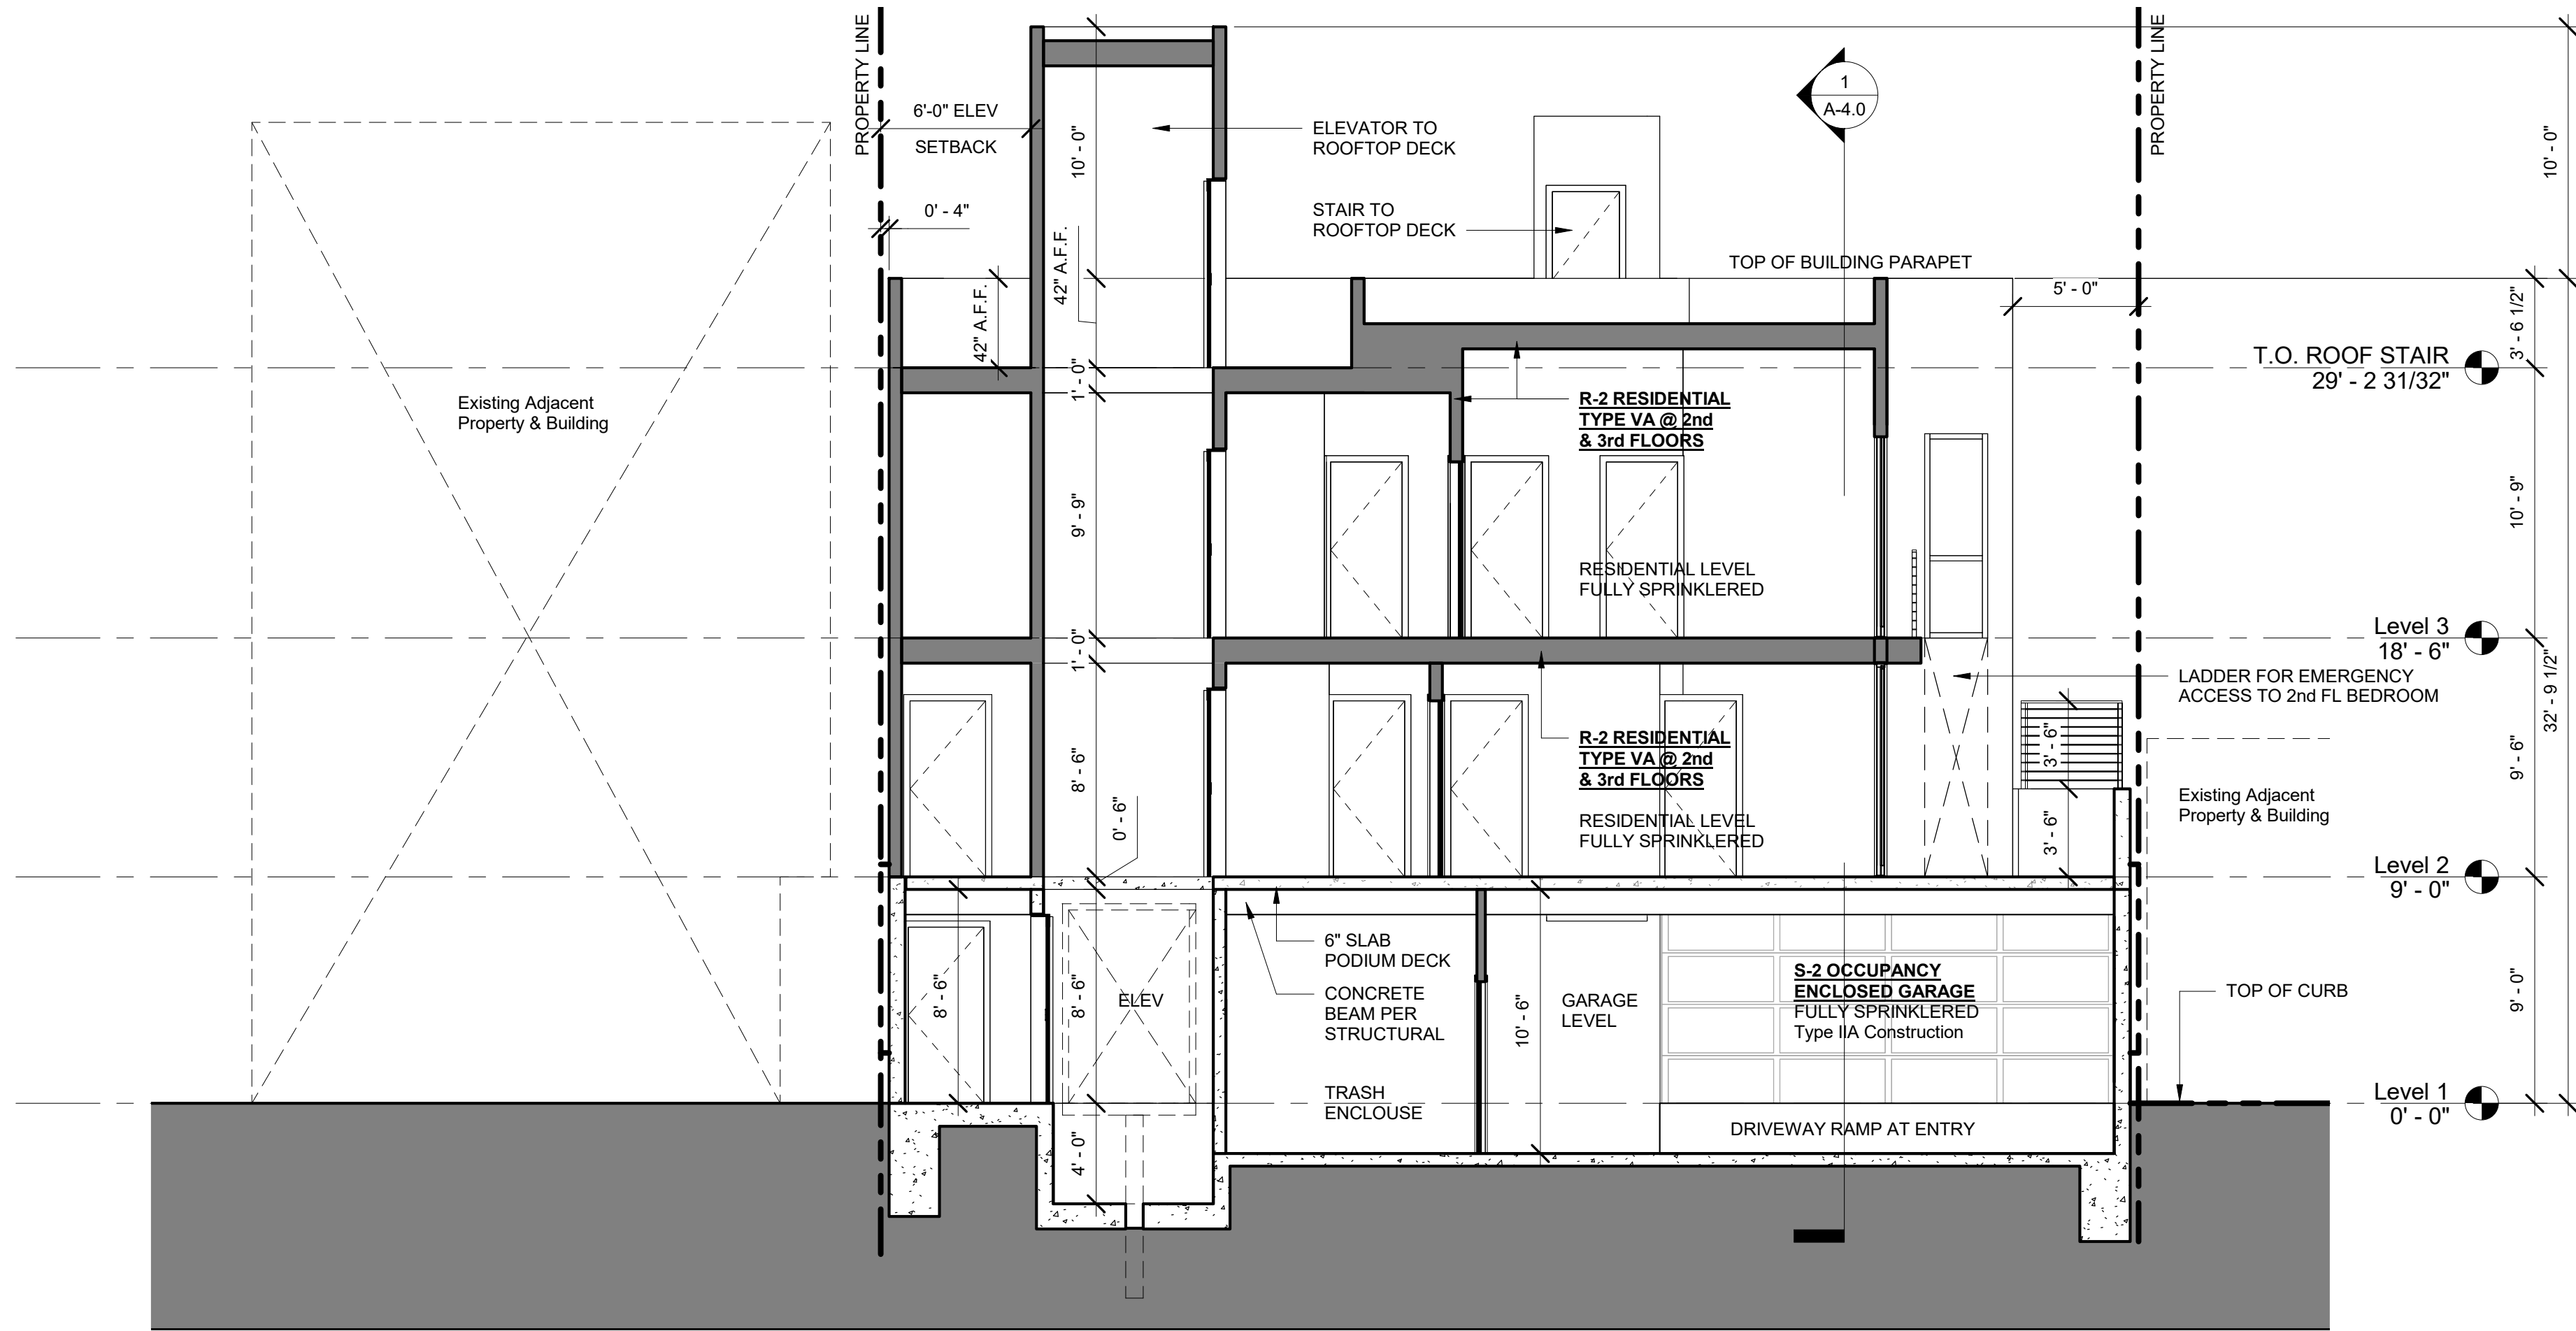 PROPERTY LINE
PROPERTY LINE
1
A-4.0
6'-0" ELEV
SETBACK
10' - 0"
10' - 0"
ELEVATOR TO
ROOFTOP DECK
0' - 4"
STAIR TO
ROOFTOP DECK
TOP OF BUILDING PARAPET
42" A.F.F.
42" A.F.F.
5' - 0"
3' - 6 1/2"
T.O. ROOF STAIR
29' - 2 31/32"
1' - 0"
Existing Adjacent
Property & Building
R-2 RESIDENTIAL
TYPE VA @ 2nd
& 3rd FLOORS
9' - 9"
10' - 9"
RESIDENTIAL LEVEL
FULLY SPRINKLERED
Level 3
18' - 6"
1' - 0"
LADDER FOR EMERGENCY
ACCESS TO 2nd FL BEDROOM
32' - 9 1/2"
R-2 RESIDENTIAL
TYPE VA @ 2nd
& 3rd FLOORS
8' - 6"
3' - 6"
9' - 6"
0' - 6"
RESIDENTIAL LEVEL
FULLY SPRINKLERED
3' - 6"
Existing Adjacent
Property & Building
Level 2
9' - 0"
6" SLAB
PODIUM DECK
CONCRETE
BEAM PER
STRUCTURAL
8' - 6"
8' - 6"
ELEV
10' - 6"
GARAGE
LEVEL
S-2 OCCUPANCY
ENCLOSED GARAGE
FULLY SPRINKLERED
Type IIA Construction
TOP OF CURB
9' - 0"
TRASH
ENCLOUSE
Level 1
0' - 0"
DRIVEWAY RAMP AT ENTRY
4' - 0"